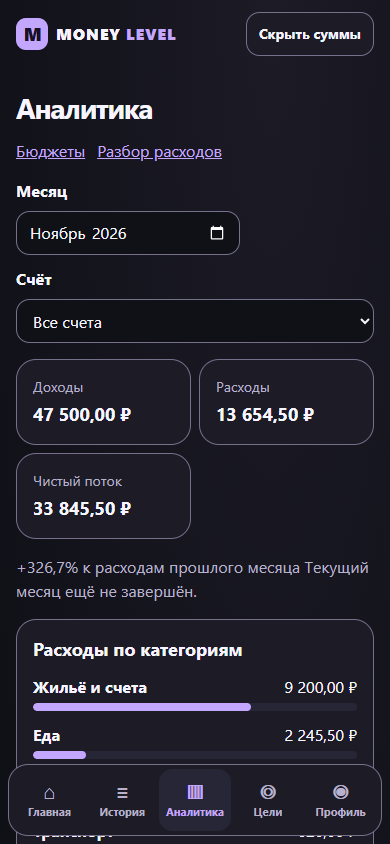 M MONEY LEVEL
Скрыть суммы
Аналитика
Бюджеты Разбор расходов
Месяц
Ноябрь 2026
Счёт
Все счета
Доходы
47 500,00 ₽
Расходы
13 654,50 ₽
Чистый поток
33 845,50 ₽
+326,7% к расходам прошлого месяца Текущий
месяц ещё не завершён.
Расходы по категориям
Жильё и счета 9 200,00 ₽
Еда 2 245,50 ₽
Главная История Аналитика Цели Профиль